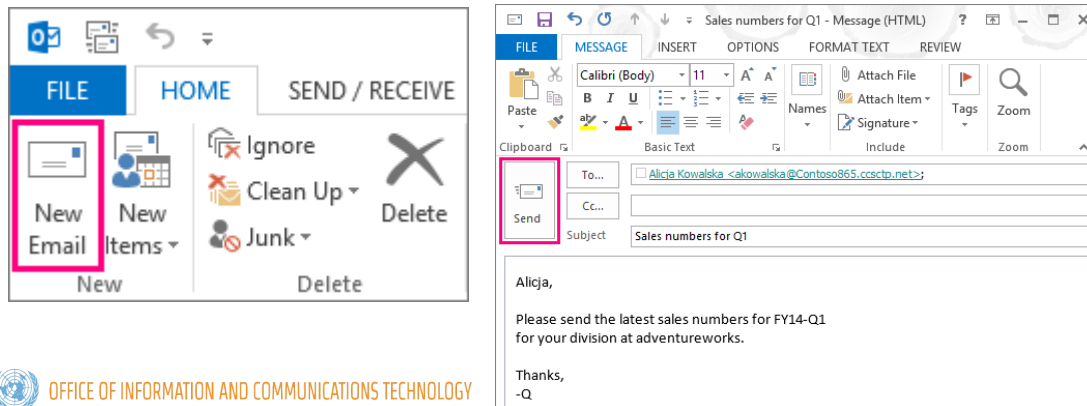 FILE HOME SEND / RECEIVE
New Email
New Items
Ignore
Clean Up
Junk
Delete
New Delete
OFFICE OF INFORMATION AND COMMUNICATIONS TECHNOLOGY
Sales numbers for Q1 - Message (HTML) ?
FILE MESSAGE INSERT OPTIONS FORMAT TEXT REVIEW
Paste
Calibri (Body) 11 A A
B I U
aby A
Names
Attach File
Attach Item
Signature
Tags
Zoom
Clipboard Basic Text Include Zoom
Send
To... Alicja Kowalska <akowalska@Contoso865.ccsctp.net>;
Cc...
Subject Sales numbers for Q1
Alicja,
Please send the latest sales numbers for FY14-Q1
for your division at adventureworks.
Thanks,
-Q